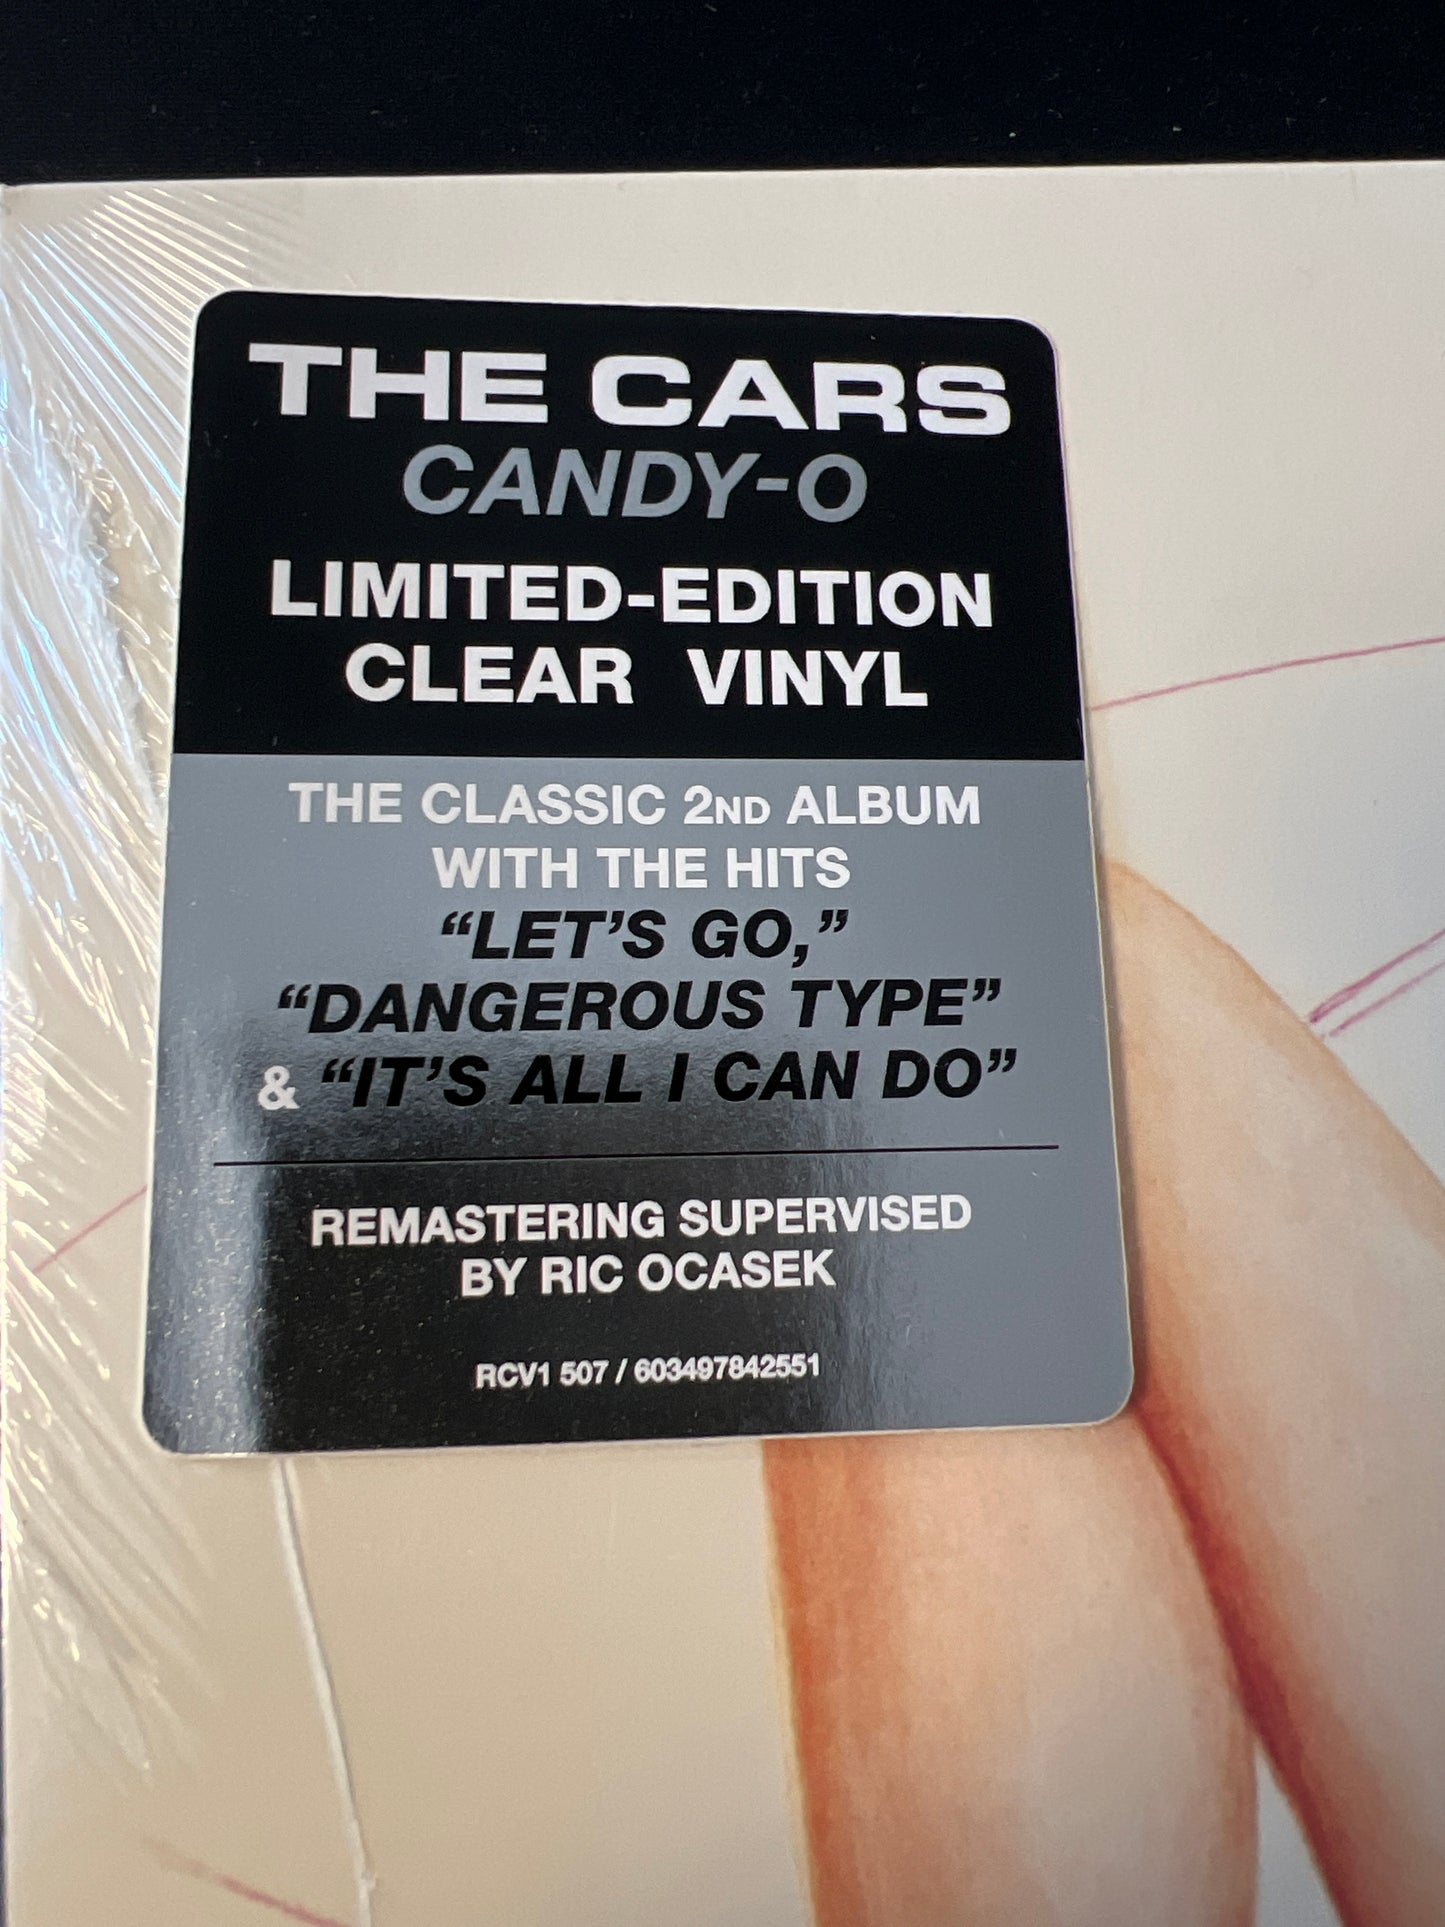 THE CARS
CANDY-O
LIMITED-EDITION
CLEAR VINYL
THE CLASSIC 2ND ALBUM
WITH THE HITS
“LET’S GO,”
“DANGEROUS TYPE”
& “IT’S ALL I CAN DO”
REMASTERING SUPERVISED
BY RIC OCASEK
RCV1 507 / 603497842551